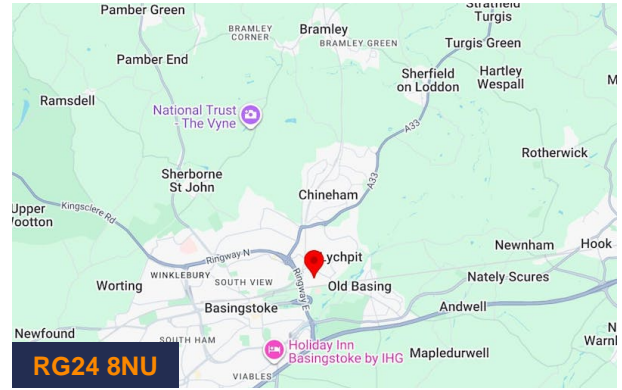 Pamber Green
Stratfield
Turgis
BRAMLEY
CORNER
Bramley
BRAMLEY GREEN
Turgis Green
Pamber End
Sherfield
on Loddon
Hartley
Wespall
Ramsdell
National Trust
- The Vyne
A33
Rotherwick
Sherborne
St John
Chineham
A33
Upper
Wootton
Kingsclere Rd
Ringway N
Lychpit
Newnham
Hook
WINKLEBURY
SOUTH VIEW
Ringway E
Old Basing
Nately Scures
Worting
Basingstoke
Andwell
Newfound
SOUTH HAM
Holiday Inn
Basingstoke by IHG
Mapledurwell
VIABLES
RG24 8NU